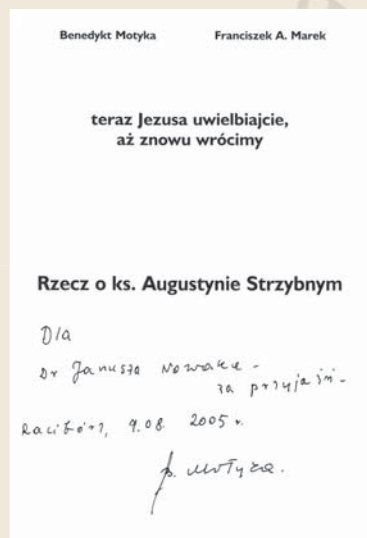 Benedykt Motyka Franciszek A. Marek
teraz Jezusa uwielbiajcie,
aż znowu wrócimy
Rzecz o ks. Augustynie Strzybnym
Dla
Dr Janusza Nowaka -
za przyjaźń -
Racibórz, 9.08. 2005 r.
B. Motyka.